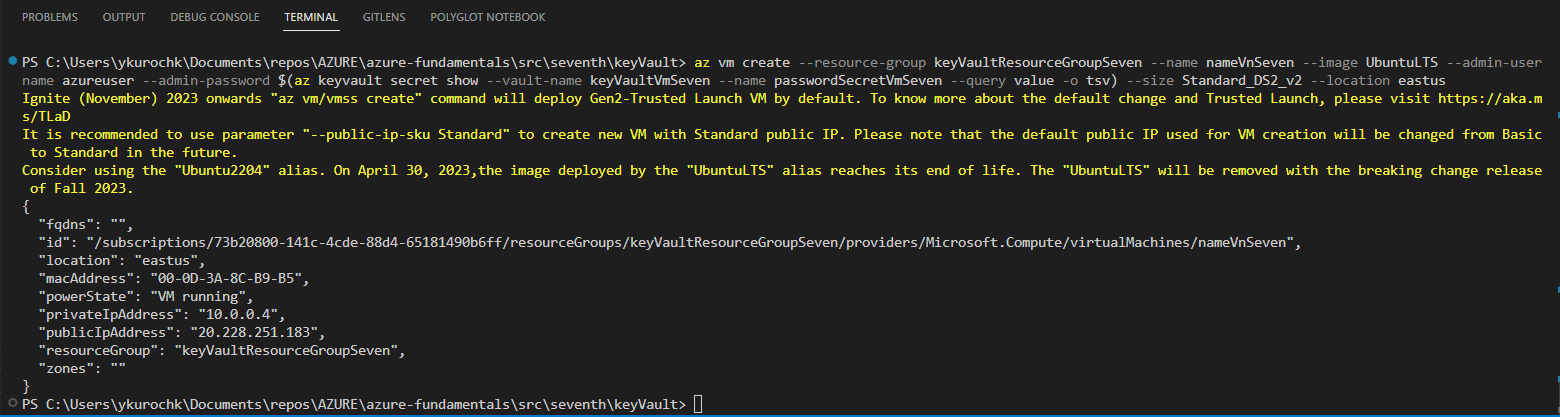 PROBLEMS OUTPUT DEBUG CONSOLE TERMINAL GITLENS POLYGLOT NOTEBOOK
PS C:\Users\ykurochk\Documents\repos\AZURE\azure-fundamentals\src\seventh\keyVault> az vm create --resource-group keyVaultResourceGroupSeven --name nameVnSeven --image UbuntuLTS --admin-user
name azureuser --admin-password $(az keyvault secret show --vault-name keyVaultVmSeven --name passwordSecretVmSeven --query value -o tsv) --size Standard_DS2_v2 --location eastus
Ignite (November) 2023 onwards "az vm/vmss create" command will deploy Gen2-Trusted Launch VM by default. To know more about the default change and Trusted Launch, please visit https://aka.m
s/TLaD
It is recommended to use parameter "--public-ip-sku Standard" to create new VM with Standard public IP. Please note that the default public IP used for VM creation will be changed from Basic
 to Standard in the future.
Consider using the "Ubuntu2204" alias. On April 30, 2023,the image deployed by the "UbuntuLTS" alias reaches its end of life. The "UbuntuLTS" will be removed with the breaking change release
 of Fall 2023.
{
  "fqdns": "",
  "id": "/subscriptions/73b20800-141c-4cde-88d4-65181490b6ff/resourceGroups/keyVaultResourceGroupSeven/providers/Microsoft.Compute/virtualMachines/nameVnSeven",
  "location": "eastus",
  "macAddress": "00-0D-3A-8C-B9-B5",
  "powerState": "VM running",
  "privateIpAddress": "10.0.0.4",
  "publicIpAddress": "20.228.251.183",
  "resourceGroup": "keyVaultResourceGroupSeven",
  "zones": ""
}
PS C:\Users\ykurochk\Documents\repos\AZURE\azure-fundamentals\src\seventh\keyVault>